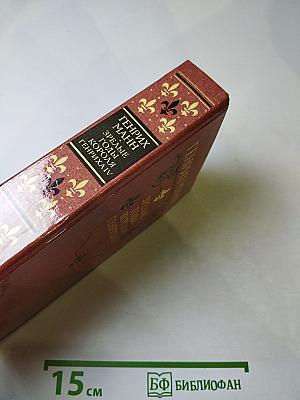 ГЕНРИХ
МАНН
ЗРЕЛЫЕ
ГОДЫ
КОРОЛЯ
ГЕНРИХА IV
15 см
БФ БИБЛИОФАН